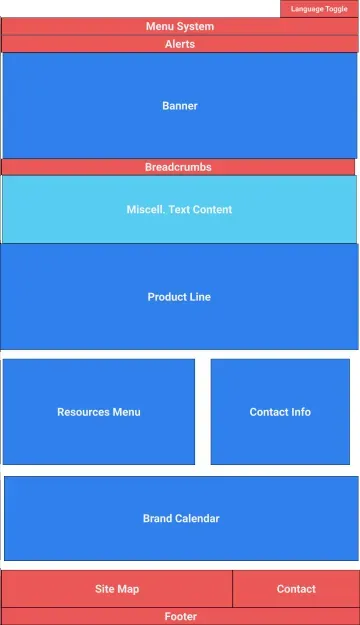 Language Toggle
Menu System
Alerts
Banner
Breadcrumbs
Miscell. Text Content
Product Line
Resources Menu
Contact Info
Brand Calendar
Site Map
Contact
Footer